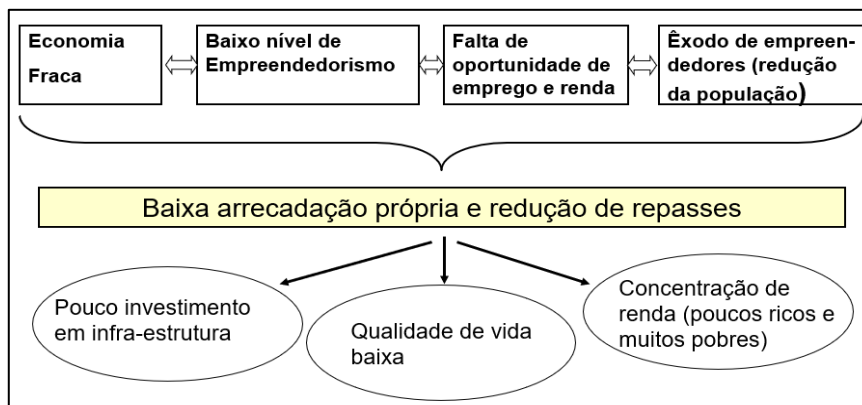 Economia
Fraca
Baixo nível de
Empreendedorismo
Falta de
oportunidade de
emprego e renda
Êxodo de empreen-
dedores (redução
da população)
Baixa arrecadação própria e redução de repasses
Pouco investimento
em infra-estrutura
Qualidade de vida
baixa
Concentração de
renda (poucos ricos e
muitos pobres)